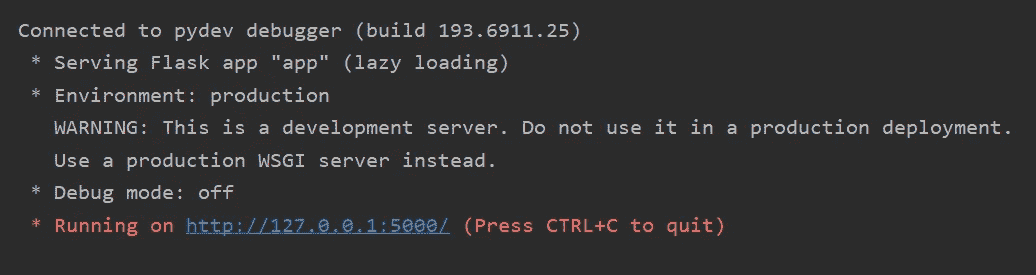 Connected to pydev debugger (build 193.6911.25)
* Serving Flask app "app" (lazy loading)
* Environment: production
WARNING: This is a development server. Do not use it in a production deployment.
Use a production WSGI server instead.
* Debug mode: off
* Running on http://127.0.0.1:5000/ (Press CTRL+C to quit)